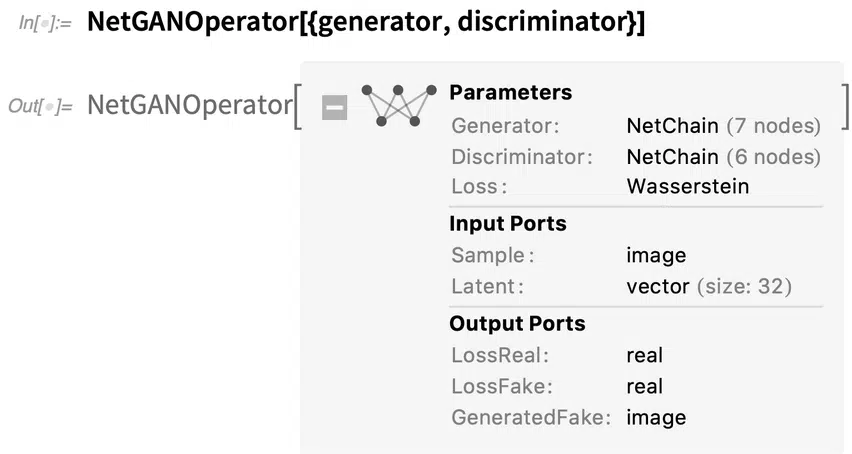 In[◦]:= NetGANOperator[{generator, discriminator}]
Out[◦]= NetGANOperator[
Parameters
Generator: NetChain (7 nodes)
Discriminator: NetChain (6 nodes)
Loss: Wasserstein
Input Ports
Sample: image
Latent: vector (size: 32)
Output Ports
LossReal: real
LossFake: real
GeneratedFake: image
]